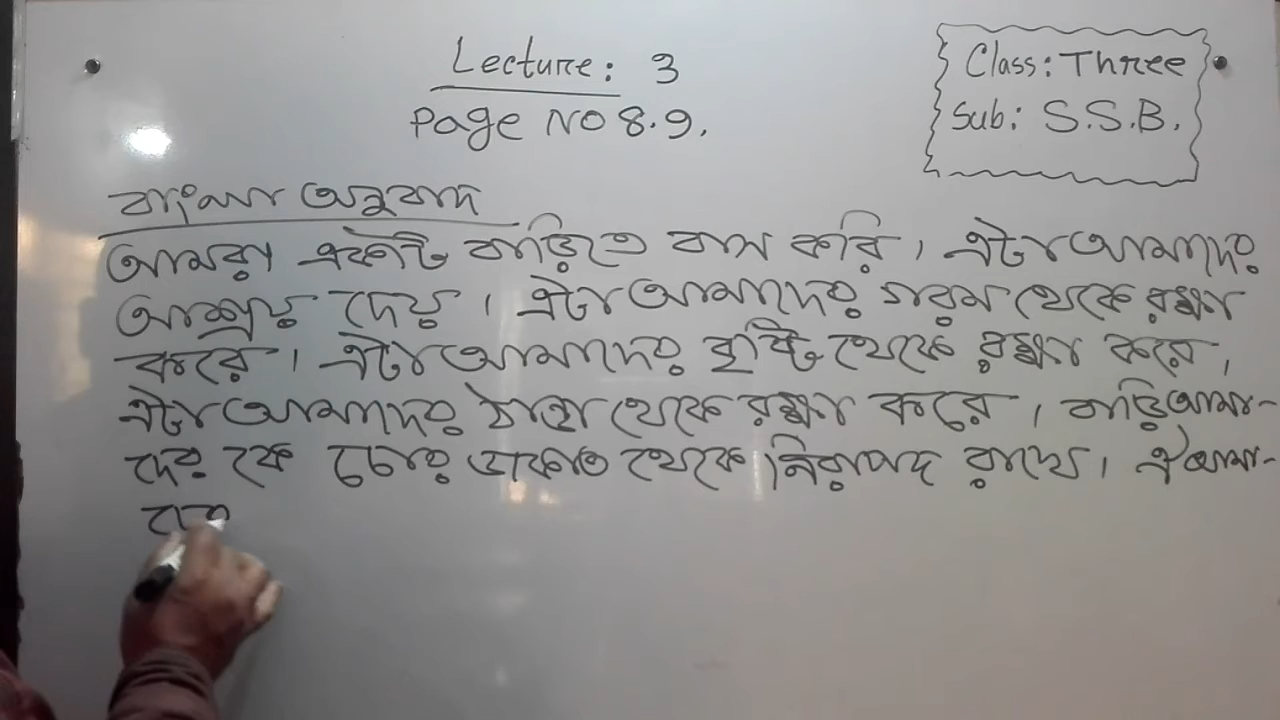 Lecture: 3
Page No 8.9.
Class: Three
Sub: S.S.B.
বাংলা অনুবাদ
আমরা একটি বাড়িতে বাস করি। এটা আমাদের
আশ্রয় দেয়। এটা আমাদের গরম থেকে রক্ষা
করে। এটা আমাদের বৃষ্টি থেকে রক্ষা করে,
এটা আমাদের ঠান্ডা থেকে রক্ষা করে, বাড়ি আমা-
দের কে চোর ডাকাত থেকে নিরাপদ রাখে। ঐ আমা-